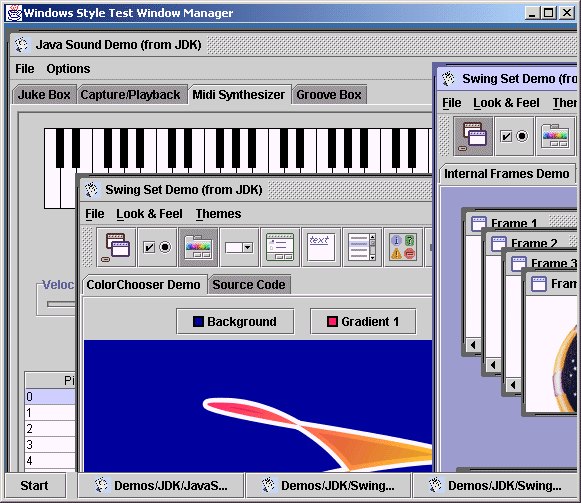 Windows Style Test Window Manager
Java Sound Demo (from JDK)
File Options
Juke Box Capture/Playback Midi Synthesizer Groove Box
Swing Set Demo (fro
File Look & Feel Them
Internal Frames Demo
Frame 1
Frame 2
Frame 3
Fram
Swing Set Demo (from JDK)
File Look & Feel Themes
text
ColorChooser Demo Source Code
Background Gradient 1
Veloc
Pi
0
1
2
3
4
Start Demos/JDK/JavaS... Demos/JDK/Swing... Demos/JDK/Swing...